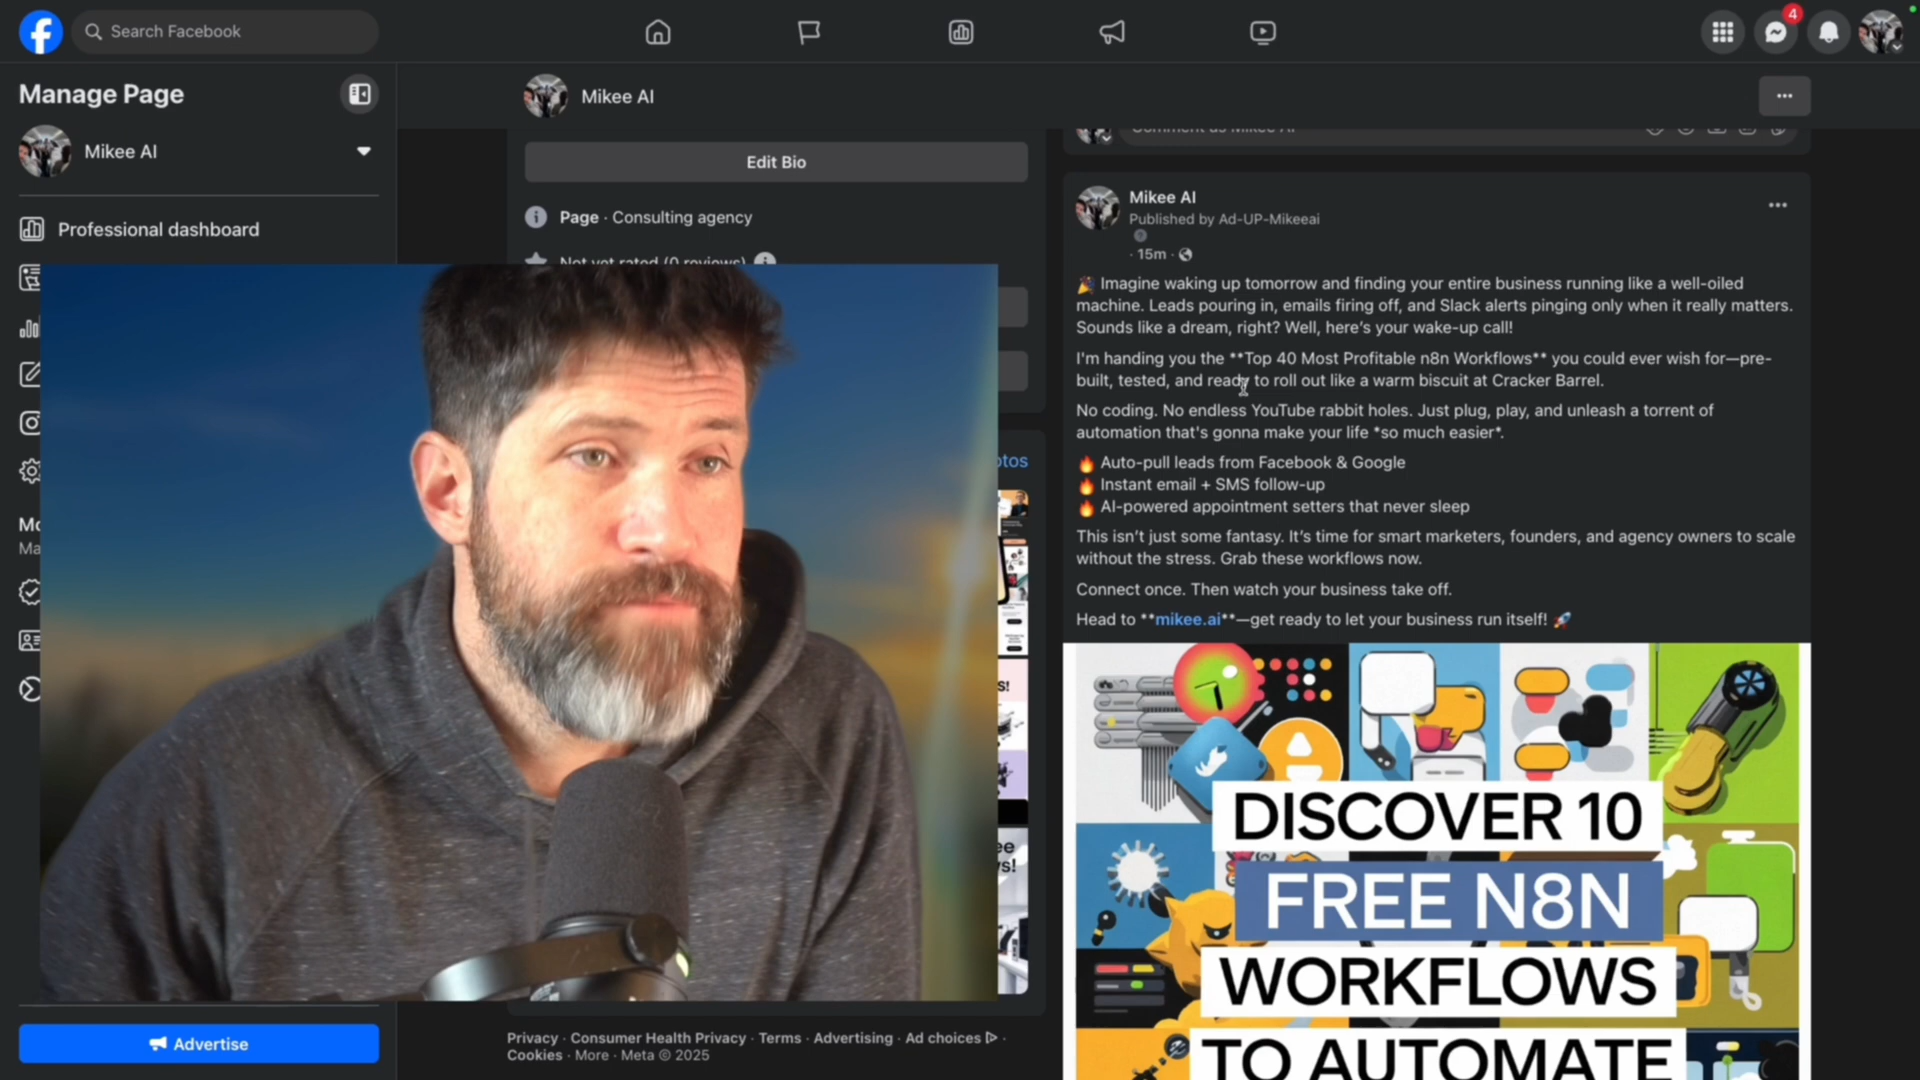 Search Facebook
4
Manage Page
Mikee AI
Professional dashboard
Advertise
Mikee AI
Edit Bio
Page · Consulting agency
Not yet rated (0 reviews)
Privacy · Consumer Health Privacy · Terms · Advertising · Ad choices ·
Cookies · More · Meta © 2025
Comment as Mikee AI
Mikee AI
Published by Ad-UP-Mikeeai
· 15m ·
🎉 Imagine waking up tomorrow and finding your entire business running like a well-oiled
machine. Leads pouring in, emails firing off, and Slack alerts pinging only when it really matters.
Sounds like a dream, right? Well, here’s your wake-up call!
I'm handing you the **Top 40 Most Profitable n8n Workflows** you could ever wish for—pre-
built, tested, and ready to roll out like a warm biscuit at Cracker Barrel.
No coding. No endless YouTube rabbit holes. Just plug, play, and unleash a torrent of
automation that's gonna make your life *so much easier*.
🔥 Auto-pull leads from Facebook & Google
🔥 Instant email + SMS follow-up
🔥 AI-powered appointment setters that never sleep
This isn’t just some fantasy. It’s time for smart marketers, founders, and agency owners to scale
without the stress. Grab these workflows now.
Connect once. Then watch your business take off.
Head to **mikee.ai**—get ready to let your business run itself! 🚀
DISCOVER 10
FREE N8N
WORKFLOWS
TO AUTOMATE